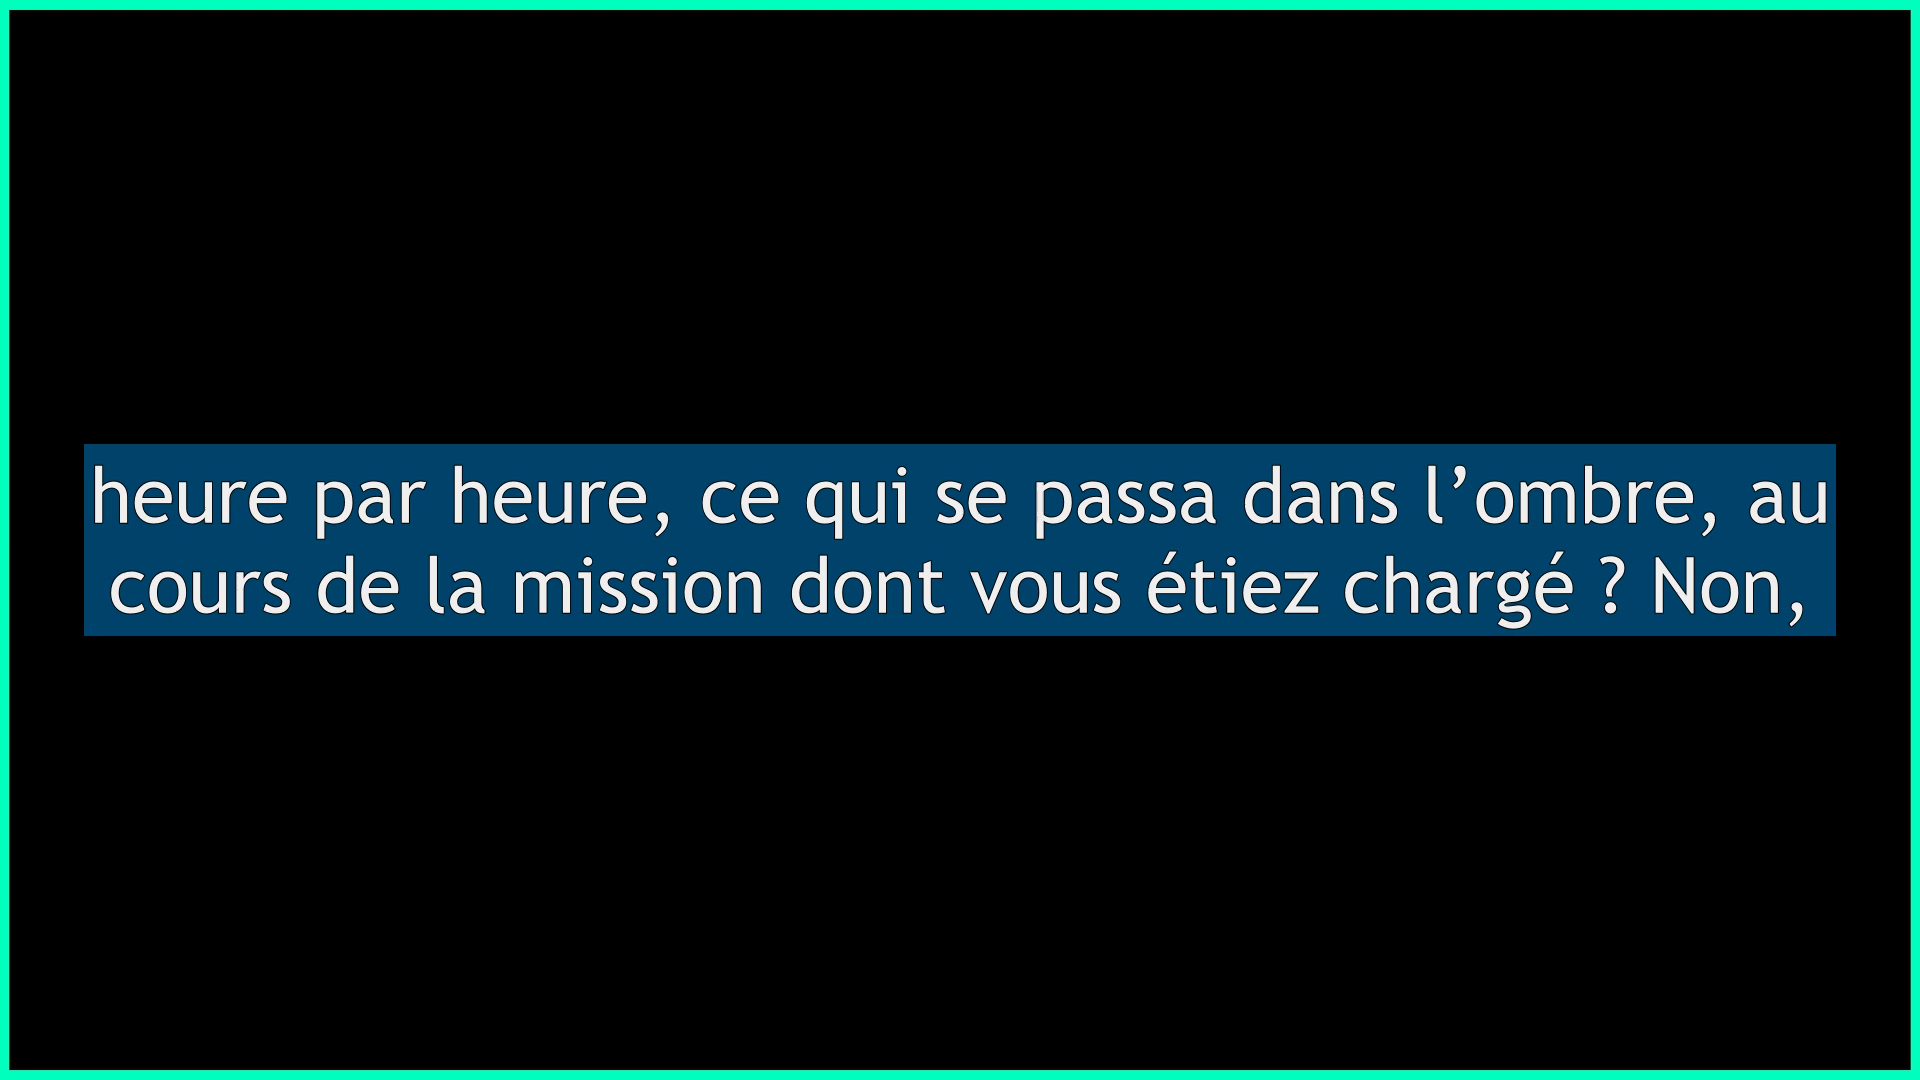 heure par heure, ce qui se passa dans l’ombre, au
cours de la mission dont vous étiez chargé ? Non,